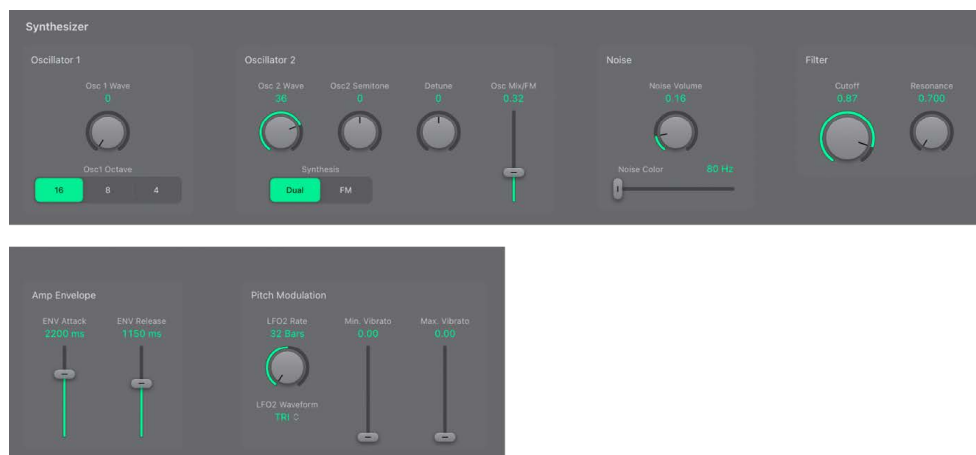 Synthesizer
Oscillator 1
Osc 1 Wave
0
Osc1 Octave
16 8 4
Oscillator 2
Osc 2 Wave Osc2 Semitone Detune Osc Mix/FM
36 0 0 0.32
Synthesis
Dual FM
Noise
Noise Volume
0.16
Noise Color 80 Hz
Filter
Cutoff Resonance
0.87 0.700
Amp Envelope
ENV Attack ENV Release
2200 ms 1150 ms
Pitch Modulation
LFO2 Rate Min. Vibrato Max. Vibrato
32 Bars 0.00 0.00
LFO2 Waveform
TRI